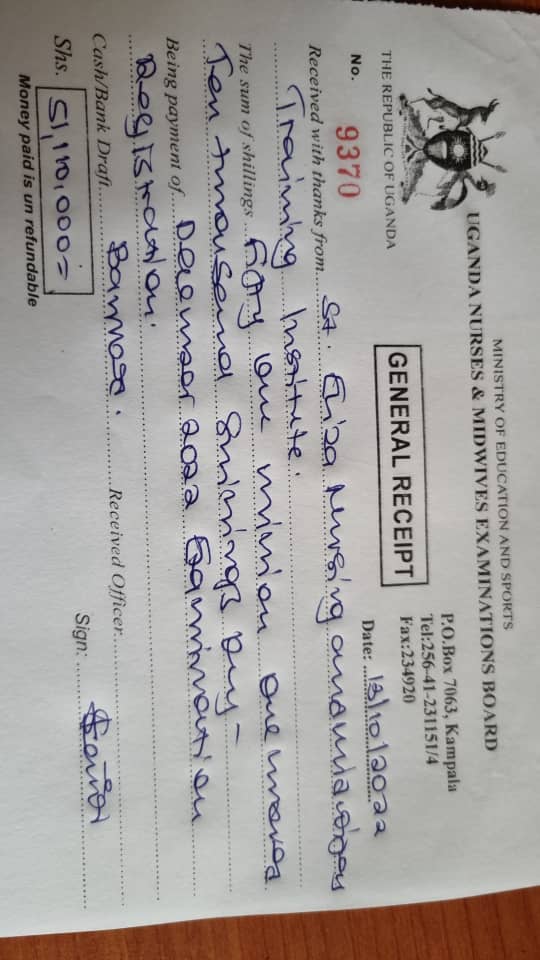 MINISTRY OF EDUCATION AND SPORTS
UGANDA NURSES & MIDWIVES EXAMINATIONS BOARD
P.O.Box 7063, Kampala
Tel:256-41-231151/4
Fax:234920
THE REPUBLIC OF UGANDA
GENERAL RECEIPT
No. 9370
Date: 13/10/2022
Received with thanks from St. Eliza Nursing and midwifery
Training Institute.
The sum of shillings Fifty one million one hundred
Ten thousand Shillings Only-
Being payment of December 2022 Examination
Registration.
Cash/Bank Draft Received Officer
Shs. 51,110,000= Sign:
Money paid is un refundable